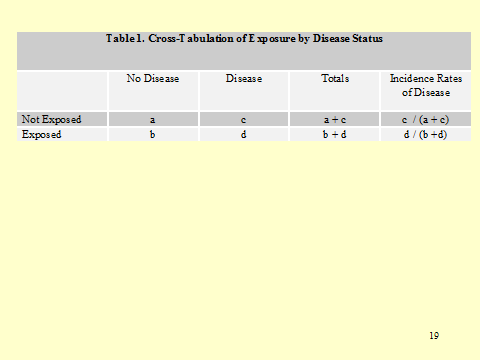 Table 1. Cross-Tabulation of Exposure by Disease Status
No Disease Disease Totals Incidence Rates
of Disease
Not Exposed a c a + c c / (a + c)
Exposed b d b + d d / (b +d)
19